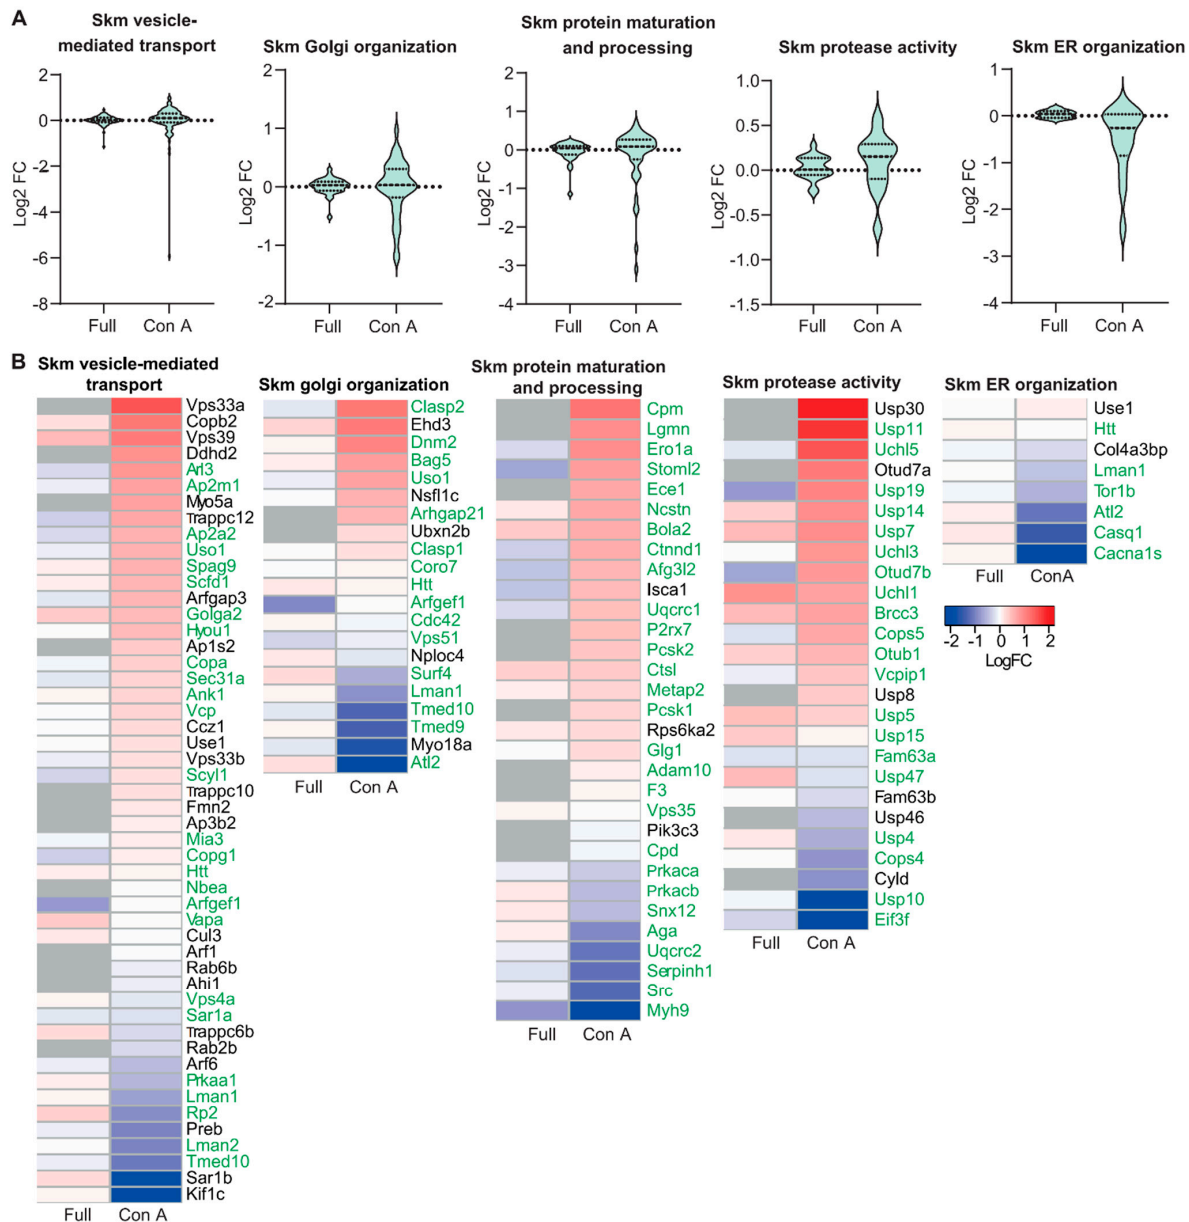 A
Skm vesicle-
mediated transport
Skm Golgi organization
Skm protein maturation
and processing
Skm protease activity
Skm ER organization
Log2 FC
2
0
-2
-4
-6
-8
Full
Con A
Log2 FC
2
1
0
-1
-2
Full
Con A
Log2 FC
2
1
0
-1
-2
-3
-4
Full
Con A
Log2 FC
1.0
0.5
0.0
-0.5
-1.0
-1.5
Full
Con A
Log2 FC
1
0
-1
-2
-3
-4
Full
Con A
B
Skm vesicle-mediated
transport
Vps33a
Copb2
Vps39
Ddhd2
Arl3
Ap2m1
Myo5a
Trappc12
Ap2a2
Uso1
Spag9
Scfd1
Arfgap3
Golga2
Hyou1
Ap1s2
Copa
Sec31a
Ank1
Vcp
Ccz1
Use1
Vps33b
Scyl1
Trappc10
Fmn2
Ap3b2
Mia3
Copg1
Htt
Nbea
Arfgef1
Vapa
Cul3
Arf1
Rab6b
Ahi1
Vps4a
Sar1a
Trappc6b
Rab2b
Arf6
Prkaa1
Lman1
Rp2
Preb
Lman2
Tmed10
Sar1b
Kif1c
Full
Con A
Skm golgi organization
Clasp2
Ehd3
Dnm2
Bag5
Uso1
Nsfl1c
Arhgap21
Ubxn2b
Clasp1
Coro7
Htt
Arfgef1
Cdc42
Vps51
Nploc4
Surf4
Lman1
Tmed10
Tmed9
Myo18a
Atl2
Full
Con A
Skm protein maturation
and processing
Cpm
Lgmn
Ero1a
Stoml2
Ece1
Ncstn
Bola2
Ctnnd1
Afg3l2
Isca1
Uqcrc1
P2rx7
Pcsk2
Ctsl
Metap2
Pcsk1
Rps6ka2
Glg1
Adam10
F3
Vps35
Pik3c3
Cpd
Prkaca
Prkacb
Snx12
Aga
Uqcrc2
Serpinh1
Src
Myh9
Full
Con A
Skm protease activity
Usp30
Usp11
Uchl5
Otud7a
Usp19
Usp14
Usp7
Uchl3
Otud7b
Uchl1
Brcc3
Cops5
Otub1
Vcpip1
Usp8
Usp5
Usp15
Fam63a
Usp47
Fam63b
Usp46
Usp4
Cops4
Cyld
Usp10
Eif3f
Full
Con A
Skm ER organization
Use1
Htt
Col4a3bp
Lman1
Tor1b
Atl2
Casq1
Cacna1s
Full
ConA
-2 -1 0 1 2
LogFC